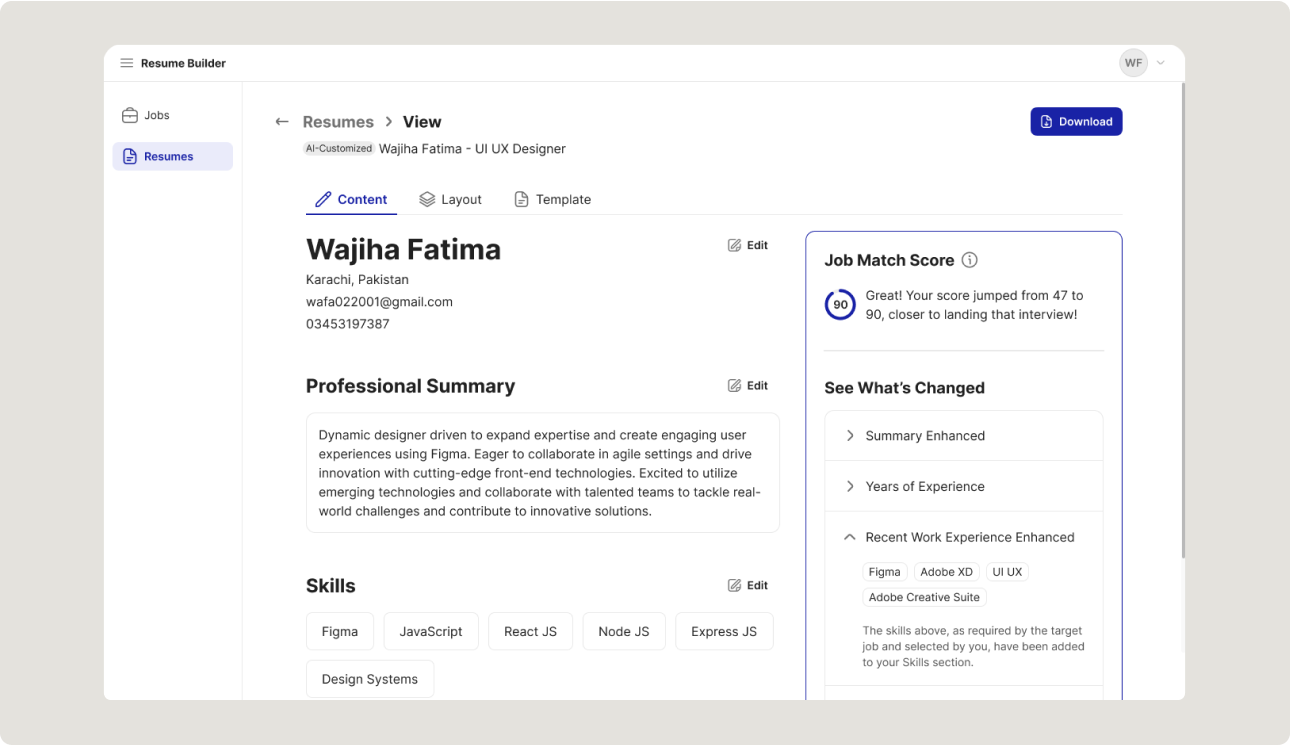 Resume Builder
WF
Jobs
Resumes
Resumes > View
Download
AI-Customized Wajiha Fatima - UI UX Designer
Content
Layout
Template
Wajiha Fatima
Edit
Karachi, Pakistan
wafa022001@gmail.com
03453197387
Professional Summary
Edit
Dynamic designer driven to expand expertise and create engaging user
experiences using Figma. Eager to collaborate in agile settings and drive
innovation with cutting-edge front-end technologies. Excited to utilize
emerging technologies and collaborate with talented teams to tackle real-
world challenges and contribute to innovative solutions.
Skills
Edit
Figma
JavaScript
React JS
Node JS
Express JS
Design Systems
Job Match Score
90
Great! Your score jumped from 47 to
90, closer to landing that interview!
See What’s Changed
Summary Enhanced
Years of Experience
Recent Work Experience Enhanced
Figma
Adobe XD
UI UX
Adobe Creative Suite
The skills above, as required by the target
job and selected by you, have been added
to your Skills section.